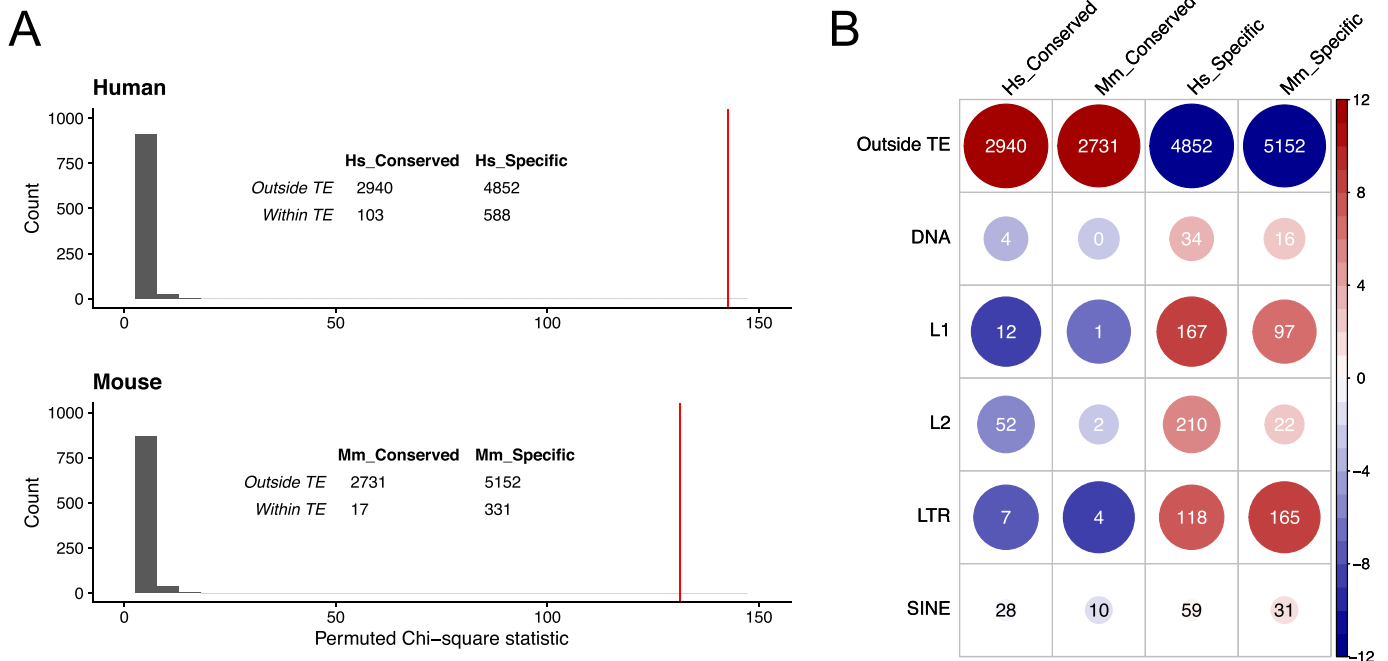 A
Human
Count
1000
750
500
250
0
Hs_Conserved Hs_Specific
Outside TE 2940 4852
Within TE 103 588
0 50 100 150
Mouse
Count
1000
750
500
250
0
Mm_Conserved Mm_Specific
Outside TE 2731 5152
Within TE 17 331
0 50 100 150
Permuted Chi−square statistic
B
Hs_Conserved
Mm_Conserved
Hs_Specific
Mm_Specific
Outside TE 2940 2731 4852 5152
DNA 4 0 34 16
L1 12 1 167 97
L2 52 2 210 22
LTR 7 4 118 165
SINE 28 10 59 31
12
8
4
0
−4
−8
−12